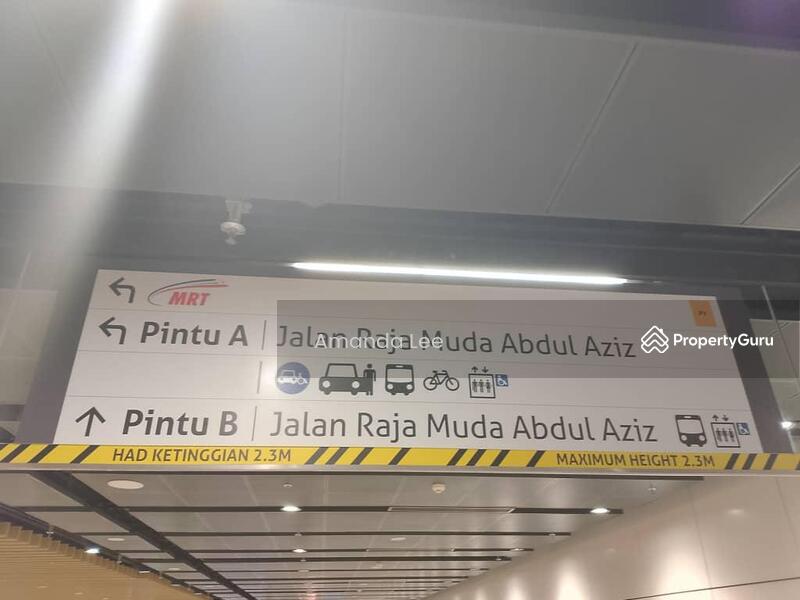 MRT
PY
Pintu A Jalan Raja Muda Abdul Aziz
Amanda Lee
PropertyGuru
Pintu B Jalan Raja Muda Abdul Aziz
HAD KETINGGIAN 2.3M MAXIMUM HEIGHT 2.3M